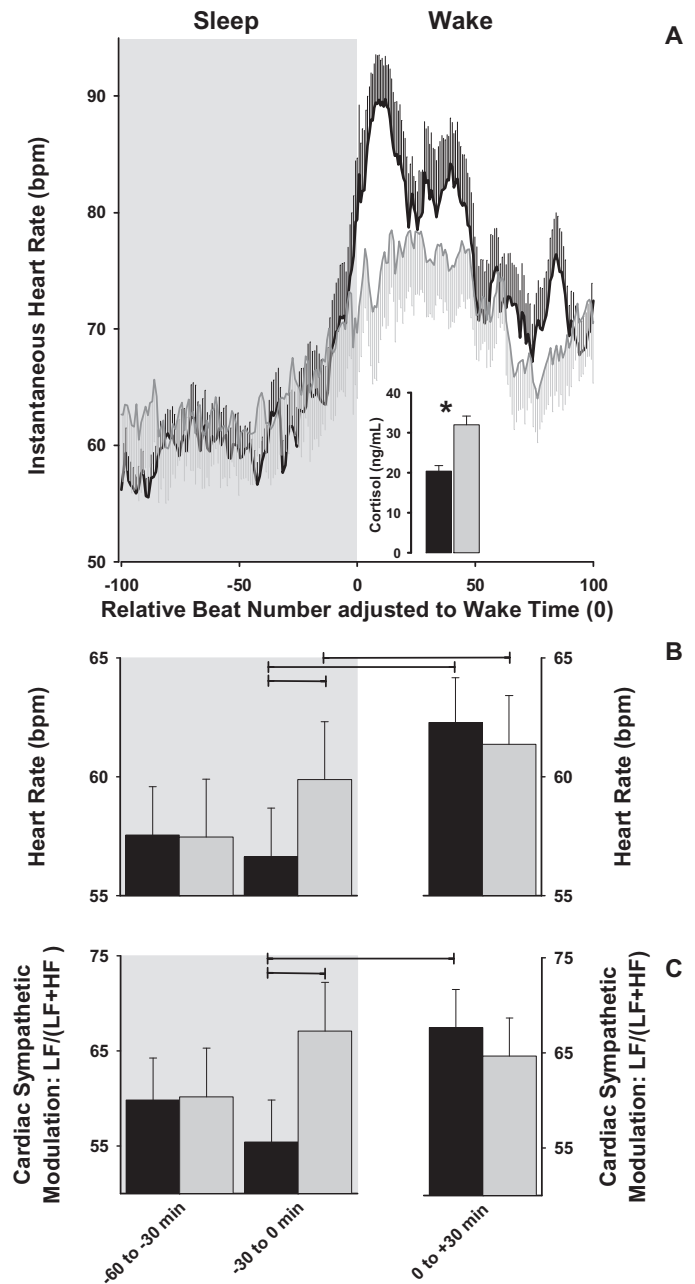 Sleep
Wake
A
Instantaneous Heart Rate (bpm)
90
80
70
60
50
-100
-50
0
50
100
Relative Beat Number adjusted to Wake Time (0)
Cortisol (ng/mL)
40
30
20
10
0
*
B
Heart Rate (bpm)
65
60
55
65
60
55
Heart Rate (bpm)
C
Cardiac Sympathetic
Modulation: LF/(LF+HF )
75
65
55
75
65
55
Cardiac Sympathetic
Modulation: LF/(LF+HF)
-60 to -30 min
-30 to 0 min
0 to +30 min